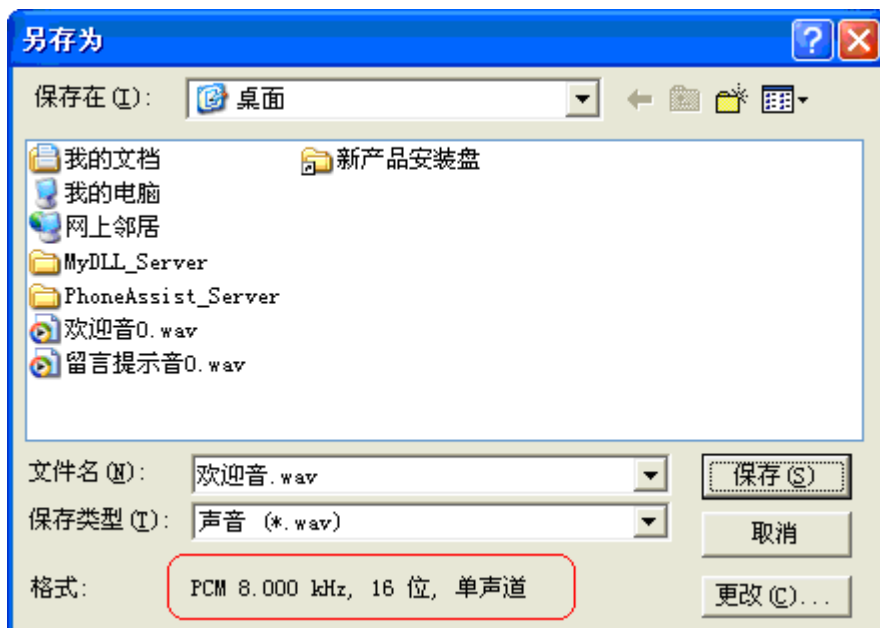 另存为
保存在(I): 桌面
我的文档 新产品安装盘
我的电脑
网上邻居
MyDLL_Server
PhoneAssist_Server
欢迎音0.wav
留言提示音0.wav
文件名(N): 欢迎音.wav 保存(S)
保存类型(T): 声音 (*.wav) 取消
格式: PCM 8.000 kHz, 16 位, 单声道 更改(C)...